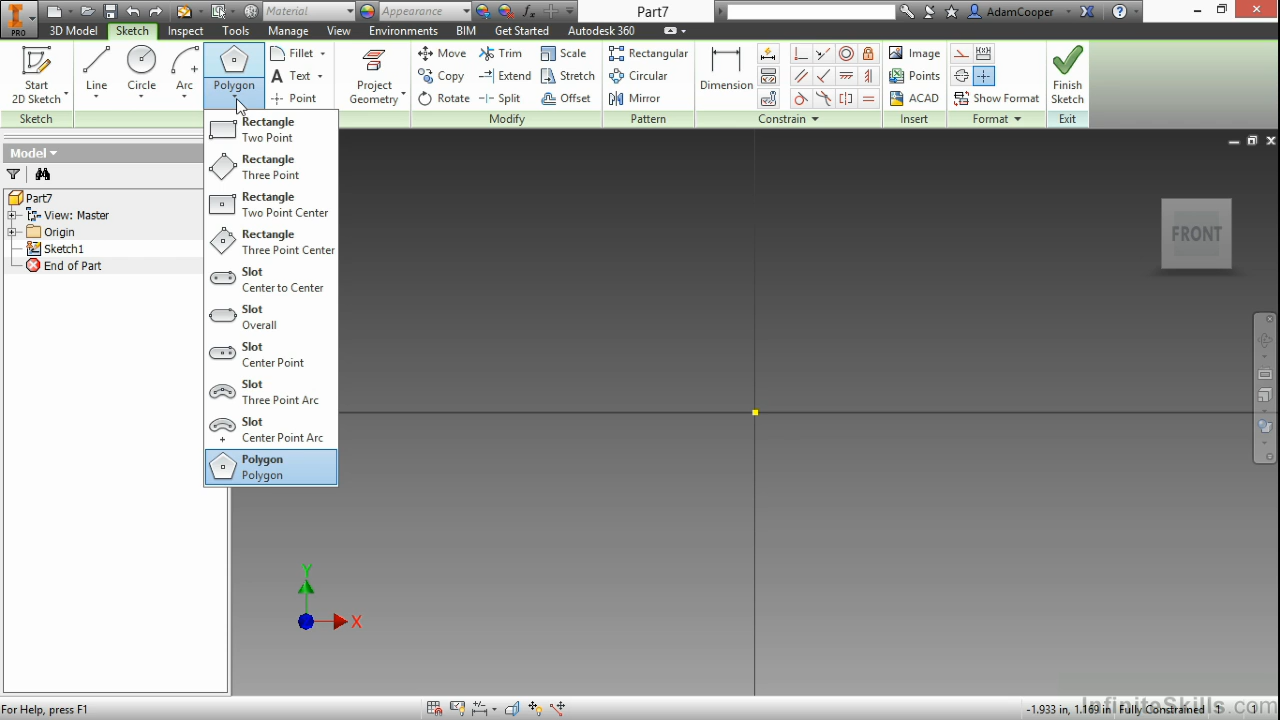 Material
Appearance
Part7
AdamCooper
PRO
3D Model
Sketch
Inspect
Tools
Manage
View
Environments
BIM
Get Started
Autodesk 360
Start
2D Sketch
Line
Circle
Arc
Polygon
Fillet
Text
Point
Project
Geometry
Move
Copy
Rotate
Trim
Extend
Split
Scale
Stretch
Offset
Rectangular
Circular
Mirror
Dimension
Image
Points
ACAD
Show Format
Finish
Sketch
Sketch
Modify
Pattern
Constrain
Insert
Format
Exit
Rectangle
Two Point
Rectangle
Three Point
Rectangle
Two Point Center
Rectangle
Three Point Center
Slot
Center to Center
Slot
Overall
Slot
Center Point
Slot
Three Point Arc
Slot
Center Point Arc
Polygon
Polygon
Model
Part7
View: Master
Origin
Sketch1
End of Part
FRONT
Y
X
For Help, press F1
-1.933 in, 1.169 in
Fully Constrained
1
1
InfiniteSkills.com